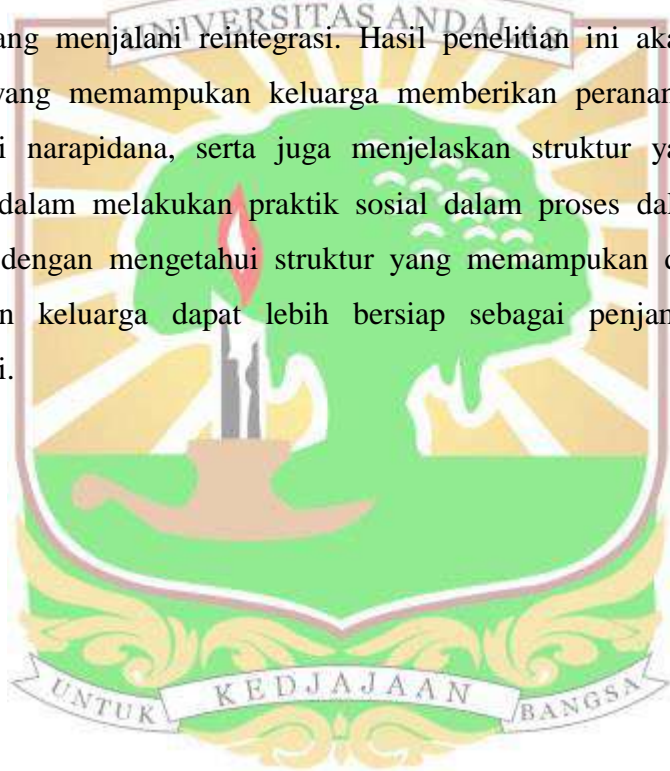 UNIVERSITAS ANDALAS
ang menjalani reintegrasi. Hasil penelitian ini aka
yang memampukan keluarga memberikan peranan
i narapidana, serta juga menjelaskan struktur ya
dalam melakukan praktik sosial dalam proses dal
dengan mengetahui struktur yang memampukan d
n keluarga dapat lebih bersiap sebagai penjam
i.
UNTUK KEDJAJAAN BANGSA